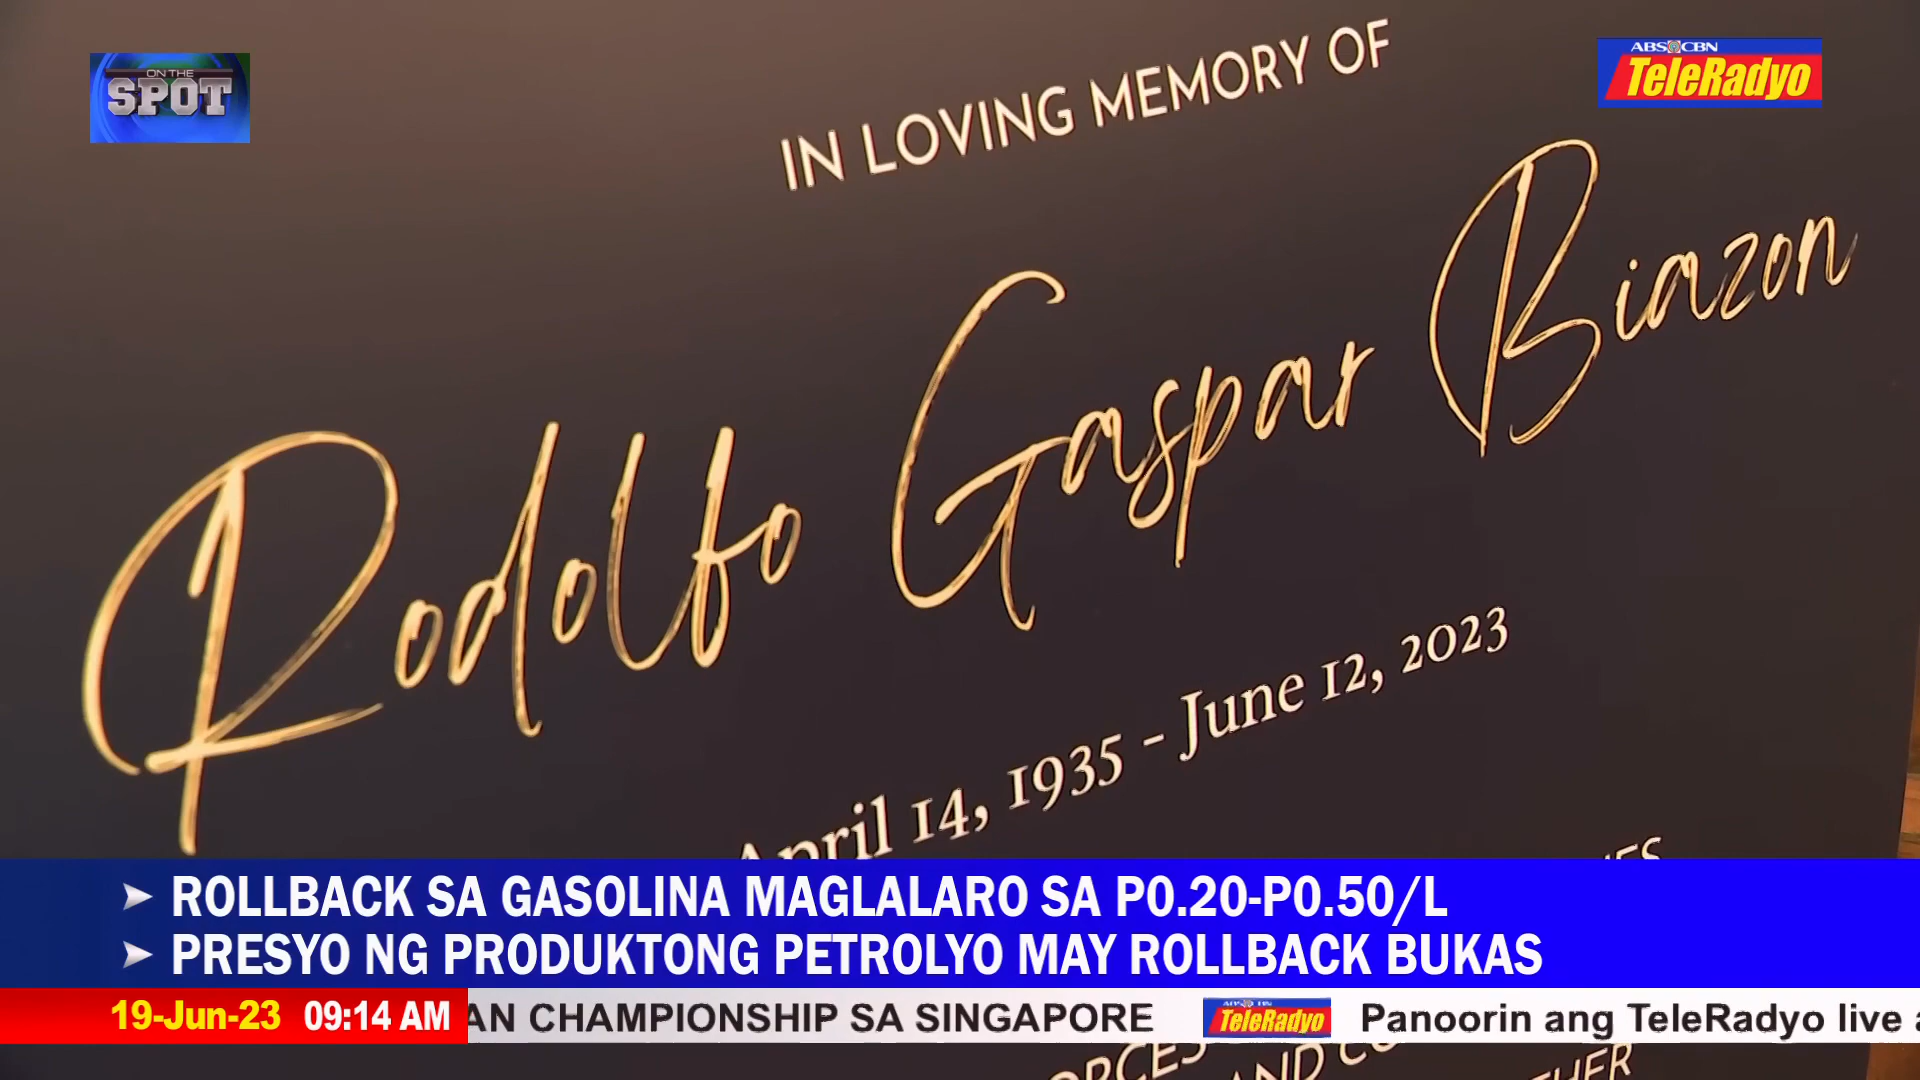 ON THE
SPOT
ABS CBN
TeleRadyo
IN LOVING MEMORY OF
Rodolfo Gaspar Biazon
April 14, 1935 - June 12, 2023
ROLLBACK SA GASOLINA MAGLALARO SA P0.20-P0.50/L
PRESYO NG PRODUKTONG PETROLYO MAY ROLLBACK BUKAS
19-Jun-23 09:14 AM
CHAMPIONSHIP SA SINGAPORE TeleRadyo Panoorin ang TeleRadyo live